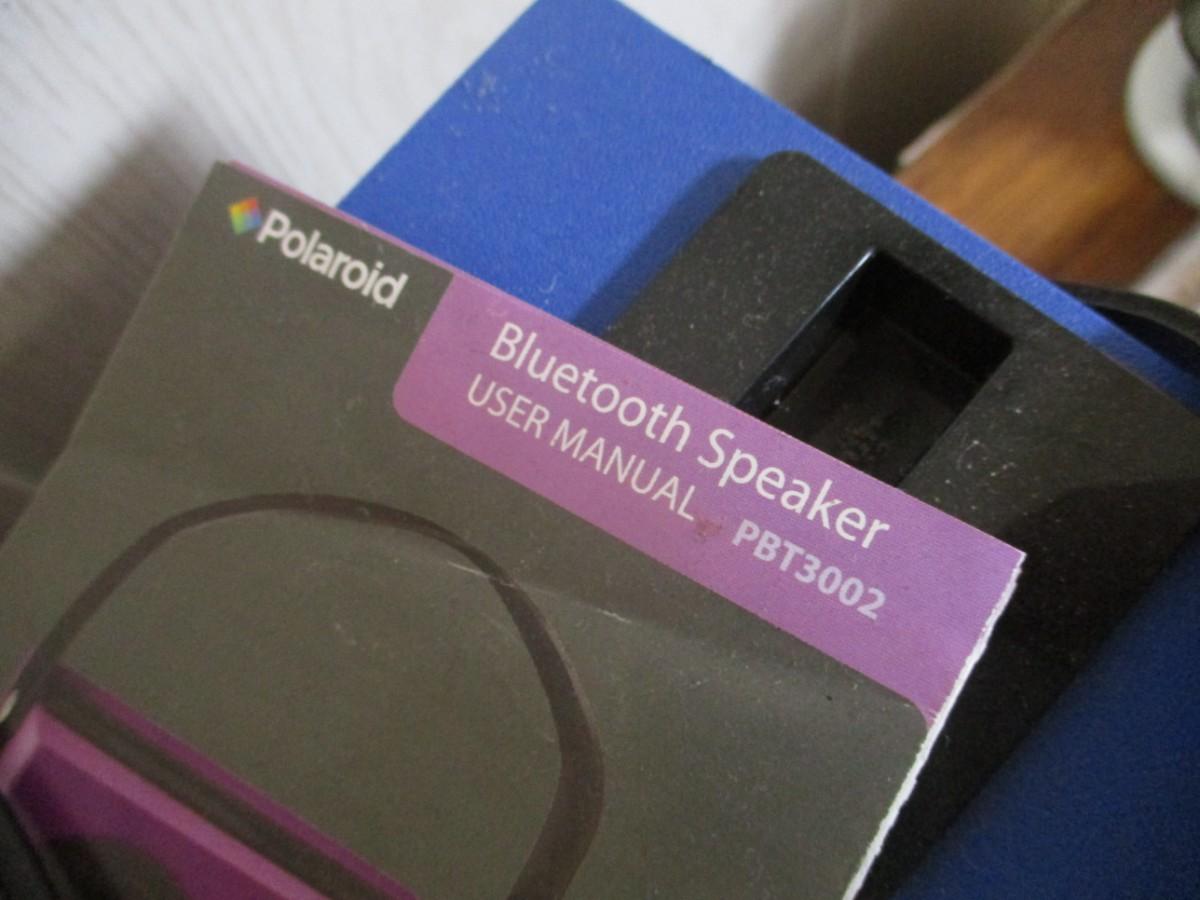 Polaroid
Bluetooth Speaker
USER MANUAL PBT3002